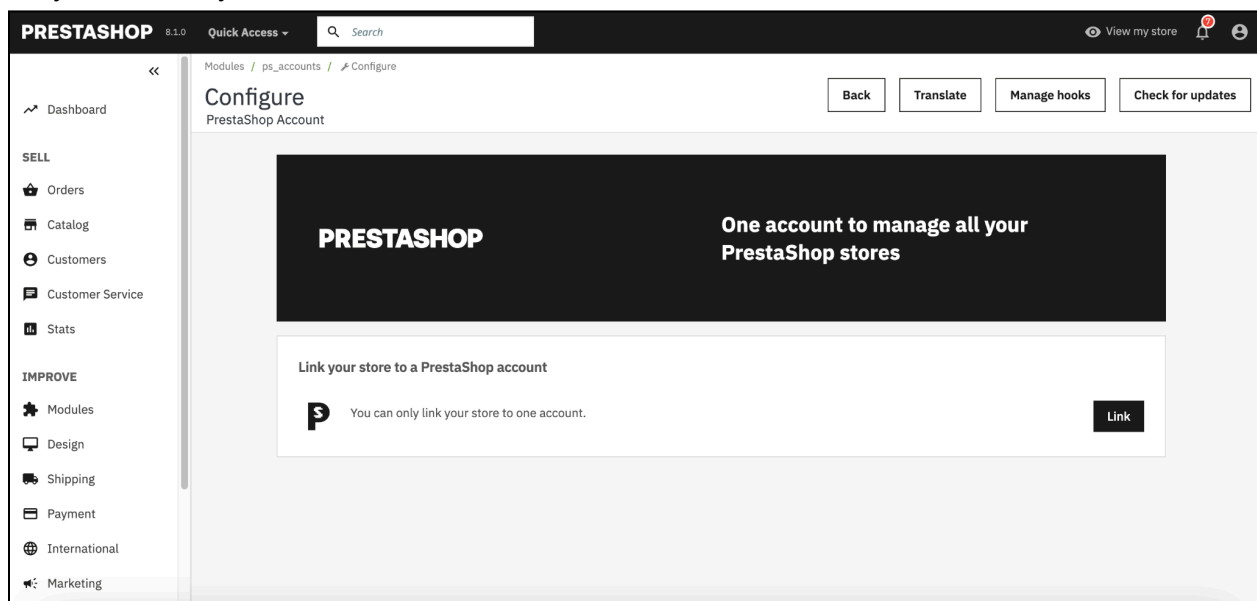 PRESTASHOP 8.1.0 Quick Access Search View my store 7
Modules / ps_accounts / Configure
Configure
PrestaShop Account
Back Translate Manage hooks Check for updates
Dashboard
SELL
Orders
Catalog
Customers
Customer Service
Stats
IMPROVE
Modules
Design
Shipping
Payment
International
Marketing
PRESTASHOP
One account to manage all your
PrestaShop stores
Link your store to a PrestaShop account
You can only link your store to one account.
Link